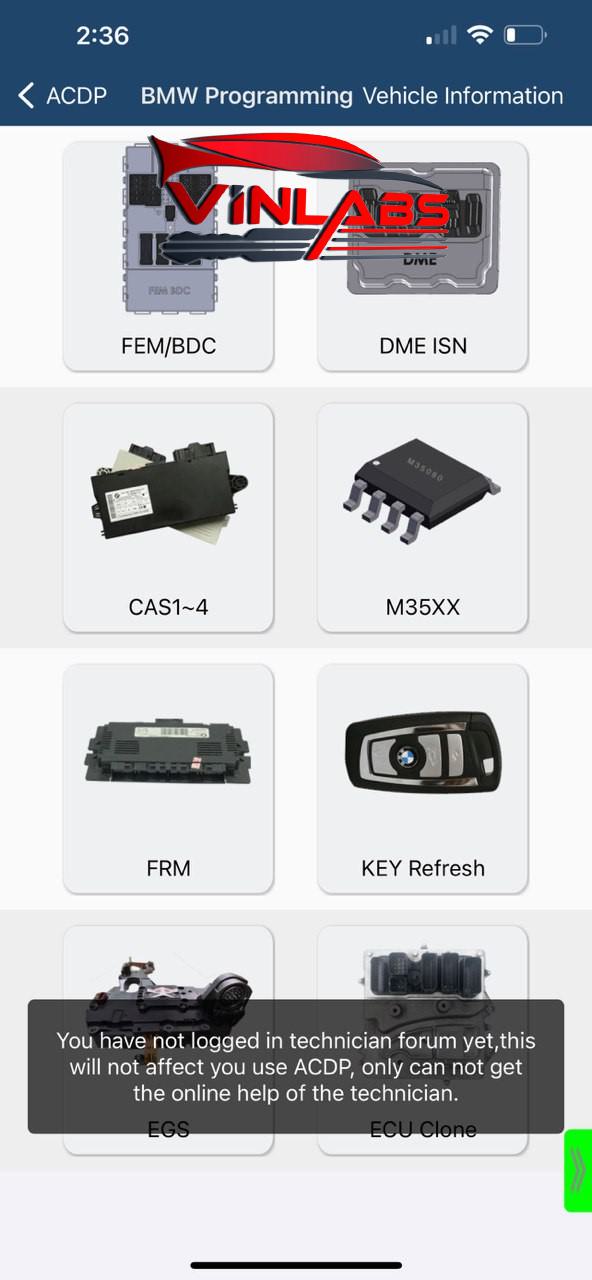 2:36
ACDP BMW Programming Vehicle Information
VINLABS
FEM BDC
DME
FEM/BDC
DME ISN
M35080
CAS1~4
M35XX
FRM
KEY Refresh
You have not logged in technician forum yet,this
will not affect you use ACDP, only can not get
the online help of the technician.
EGS
ECU Clone